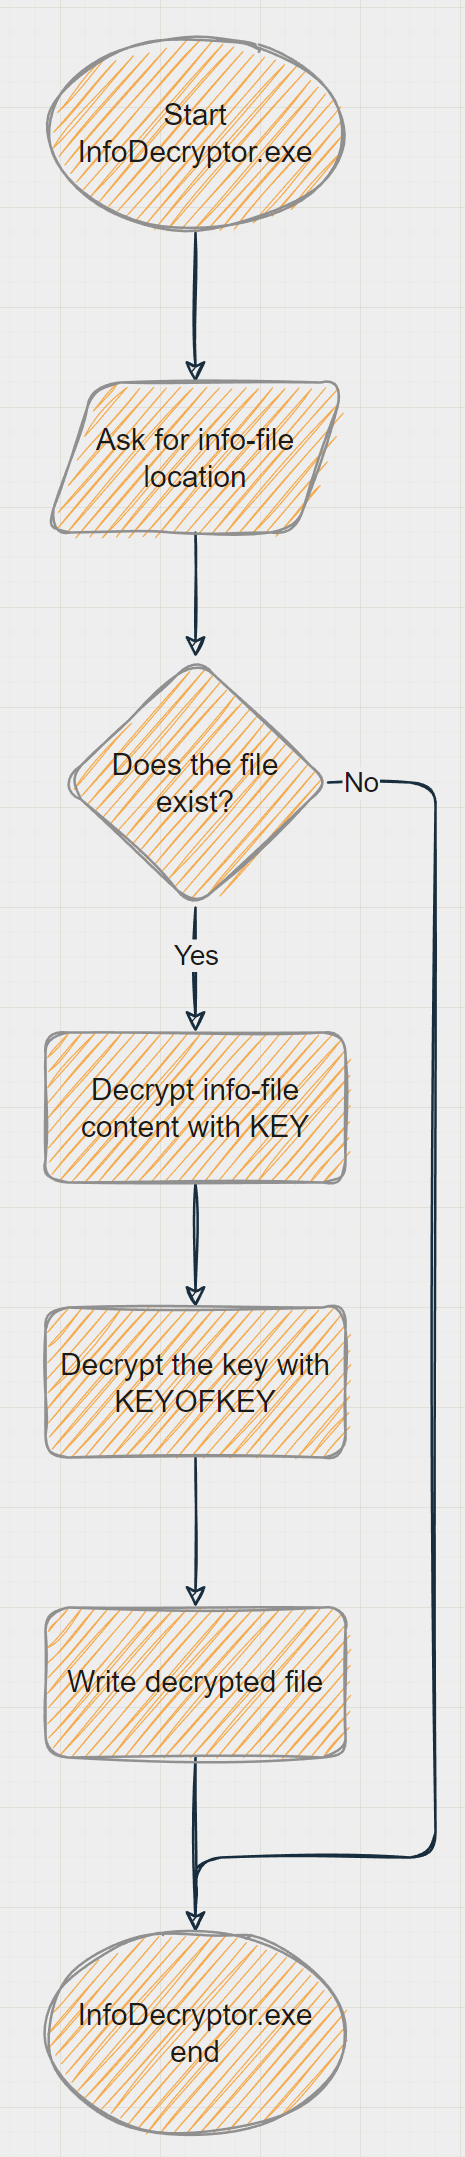 Start
InfoDecryptor.exe
Ask for info-file
location
Does the file
exist?
No
Yes
Decrypt info-file
content with KEY
Decrypt the key with
KEYOFKEY
Write decrypted file
InfoDecryptor.exe
end